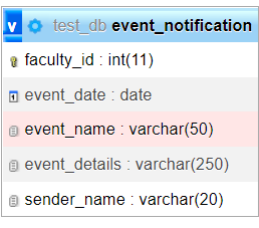 v test_db event_notification
faculty_id : int(11)
event_date : date
event_name : varchar(50)
event_details : varchar(250)
sender_name : varchar(20)